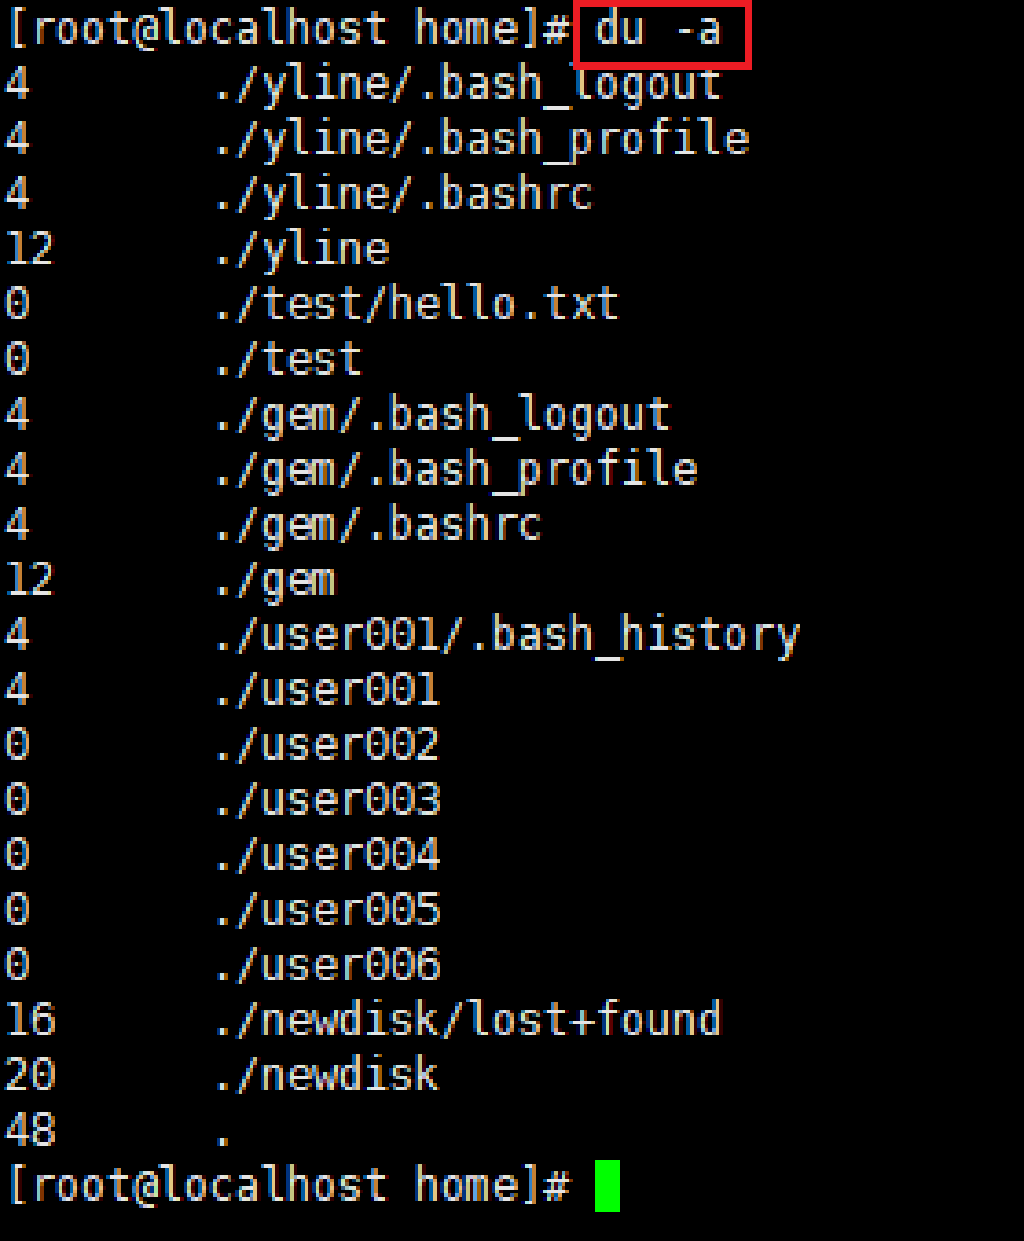 [root@localhost home]# du -a
4	./yline/.bash_logout
4	./yline/.bash_profile
4	./yline/.bashrc
12	./yline
0	./test/hello.txt
0	./test
4	./gem/.bash_logout
4	./gem/.bash_profile
4	./gem/.bashrc
12	./gem
4	./user001/.bash_history
4	./user001
0	./user002
0	./user003
0	./user004
0	./user005
0	./user006
16	./newdisk/lost+found
20	./newdisk
48	.
[root@localhost home]#